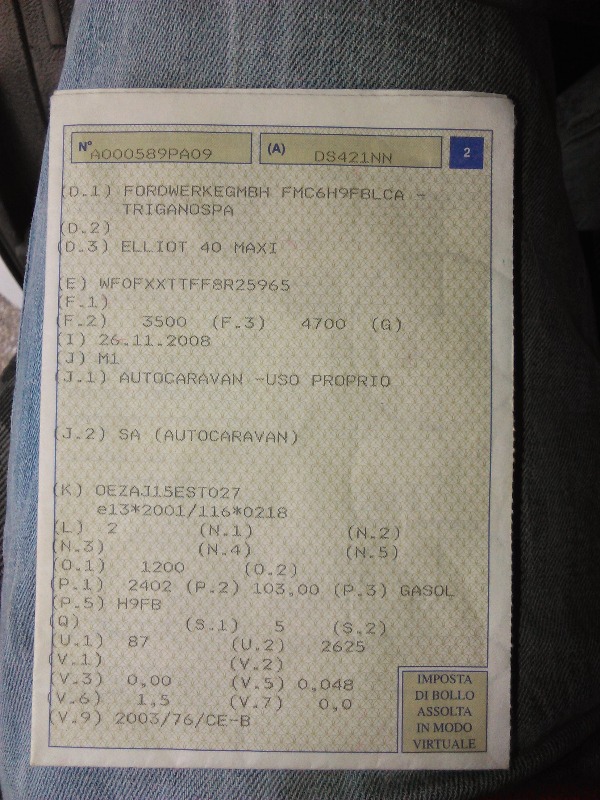 N° A000589PA09 (A) DS421NN 2
(D.1) FORDWERKEGMBH FMC6H9FBLCA -
TRIGANOSPA
(D.2)
(D.3) ELLIOT 40 MAXI
(E) WF0FXXTTFF8R25965
(F.1)
(F.2) 3500 (F.3) 4700 (G)
(I) 26.11.2008
(J) M1
(J.1) AUTOCARAVAN -USO PROPRIO
(J.2) SA (AUTOCARAVAN)
(K) OEZAJ15EST027
e13*2001/116*0218
(L) 2 (N.1) (N.2)
(N.3) (N.4) (N.5)
(O.1) 1200 (O.2)
(P.1) 2402 (P.2) 103,00 (P.3) GASOL
(P.5) H9FB
(Q) (S.1) 5 (S.2)
(U.1) 87 (U.2) 2625
(V.1) (V.2)
(V.3) 0,00 (V.5) 0,048
(V.6) 1,5 (V.7) 0,0
(V.9) 2003/76/CE-B
IMPOSTA
DI BOLLO
ASSOLTA
IN MODO
VIRTUALE